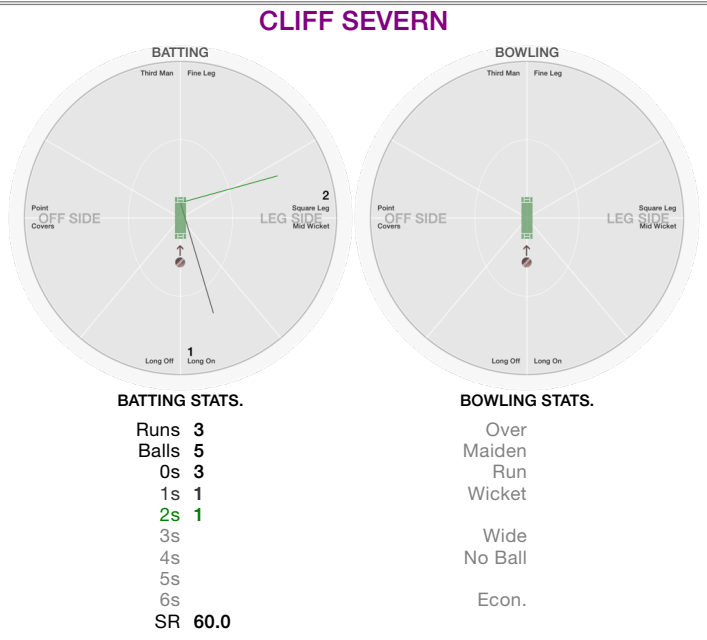 CLIFF SEVERN
BATTING
Third Man Fine Leg
2
Point
Square Leg
OFF SIDE LEG SIDE
Covers
Mid Wicket
1
Long Off Long On
BATTING STATS.
Runs 3
Balls 5
0s 3
1s 1
2s 1
3s
4s
5s
6s
SR 60.0
BOWLING
Third Man Fine Leg
Point
Square Leg
OFF SIDE LEG SIDE
Covers
Mid Wicket
Long Off Long On
BOWLING STATS.
Over
Maiden
Run
Wicket
Wide
No Ball
Econ.